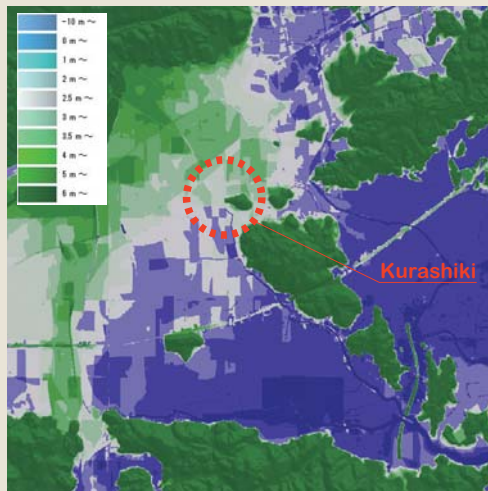 -10 m ～
0 m ～
1 m ～
2 m ～
2.5 m ～
3 m ～
3.5 m ～
4 m ～
5 m ～
6 m ～
Kurashiki